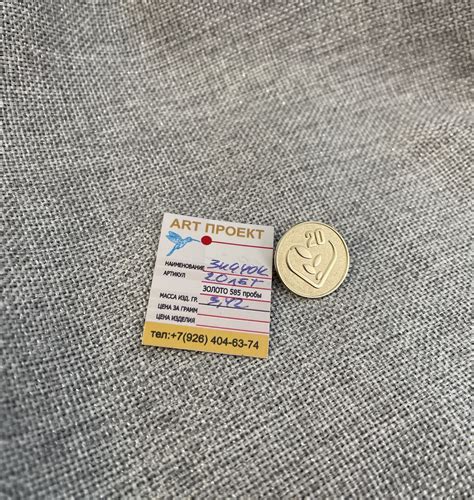 ART ПРОЕКТ
НАИМЕНОВАНИЕ значок
АРТИКУЛ 20 лет
ЗОЛОТО 585 пробы
МАССА ИЗД. ГР. 3,42
ЦЕНА ЗА ГРАММ
ЦЕНА ИЗДЕЛИЯ
тел:+7(926) 404-63-74
20